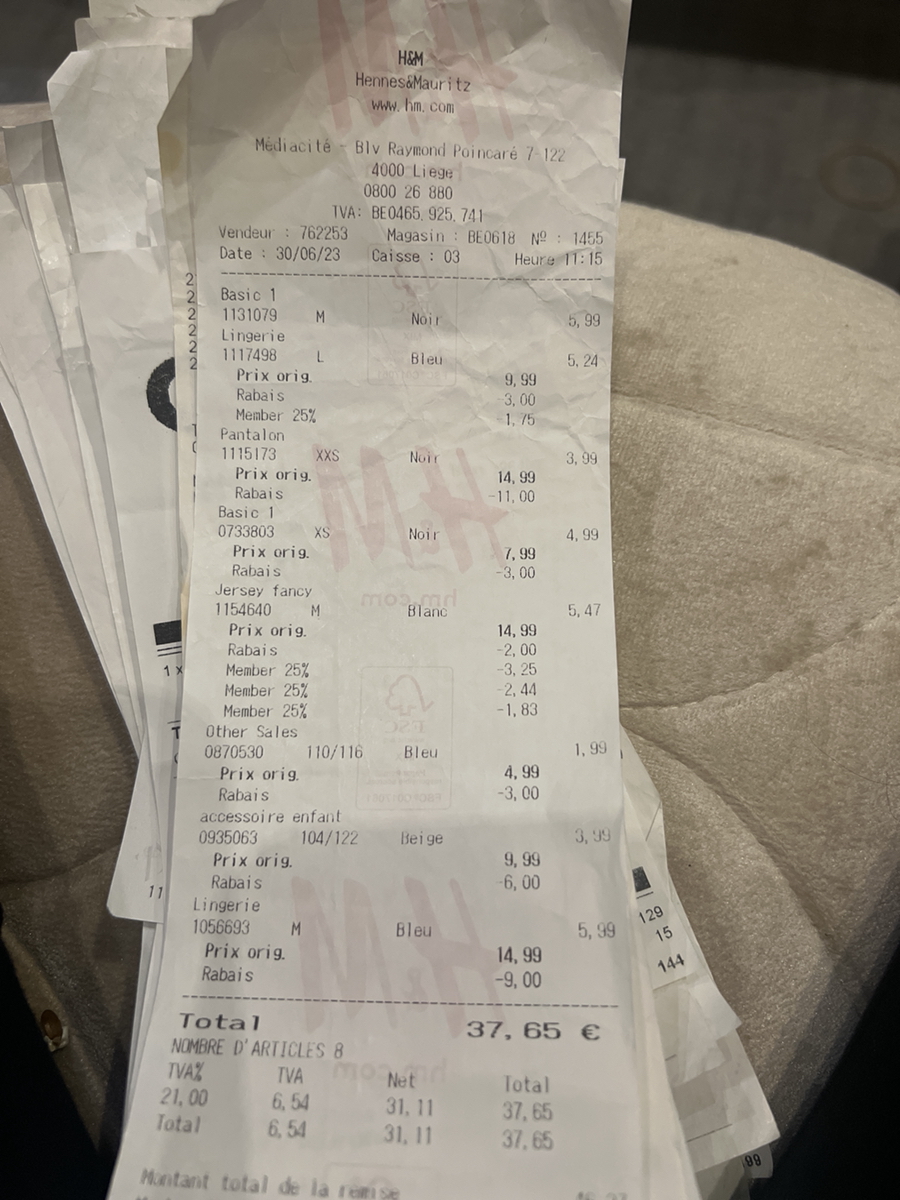 H&M
Hennes&Mauritz
www.hm.com
Médiacité - Blv Raymond Poincaré 7-122
4000 Liege
0800 26 880
TVA: BE0465.925.741
Vendeur : 762253 Magasin : BE0618 Nº : 1455
Date : 30/06/23 Caisse : 03 Heure 11:15
Basic 1
1131079 M Noir 5,99
Lingerie
1117498 L Bleu 5,24
Prix orig. 9,99
Rabais -3,00
Member 25% -1,75
Pantalon
1115173 XXS Noir 3,99
Prix orig. 14,99
Rabais -11,00
Basic 1
0733803 XS Noir 4,99
Prix orig. 7,99
Rabais -3,00
Jersey fancy
1154640 M Blanc 5,47
Prix orig. 14,99
Rabais -2,00
Member 25% -3,25
Member 25% -2,44
Member 25% -1,83
Other Sales
0870530 110/116 Bleu 1,99
Prix orig. 4,99
Rabais -3,00
accessoire enfant
0935063 104/122 Beige 3,99
Prix orig. 9,99
Rabais -6,00
Lingerie
1056693 M Bleu 5,99
Prix orig. 14,99
Rabais -9,00
Total 37,65 €
NOMBRE D'ARTICLES 8
TVA% TVA Net Total
21,00 6,54 31,11 37,65
Total 6,54 31,11 37,65
Montant total de la remise
129
15
144
11
1 x
99